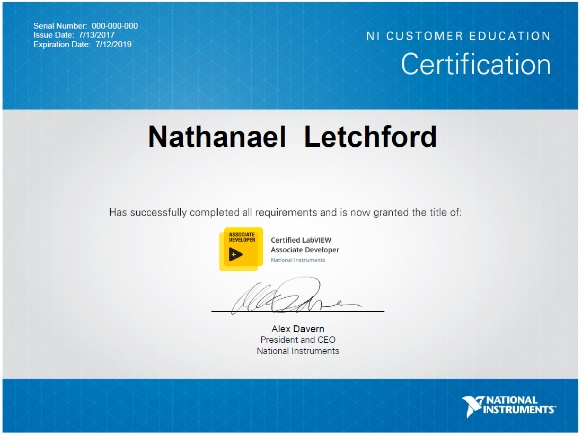 Serial Number: 000-000-000
Issue Date: 7/13/2017
Expiration Date: 7/12/2019
NI CUSTOMER EDUCATION
Certification
Nathanael Letchford
Has successfully completed all requirements and is now granted the title of:
ASSOCIATE
DEVELOPER
Certified LabVIEW
Associate Developer
National Instruments
Alex Davern
President and CEO
National Instruments
NATIONAL
INSTRUMENTS